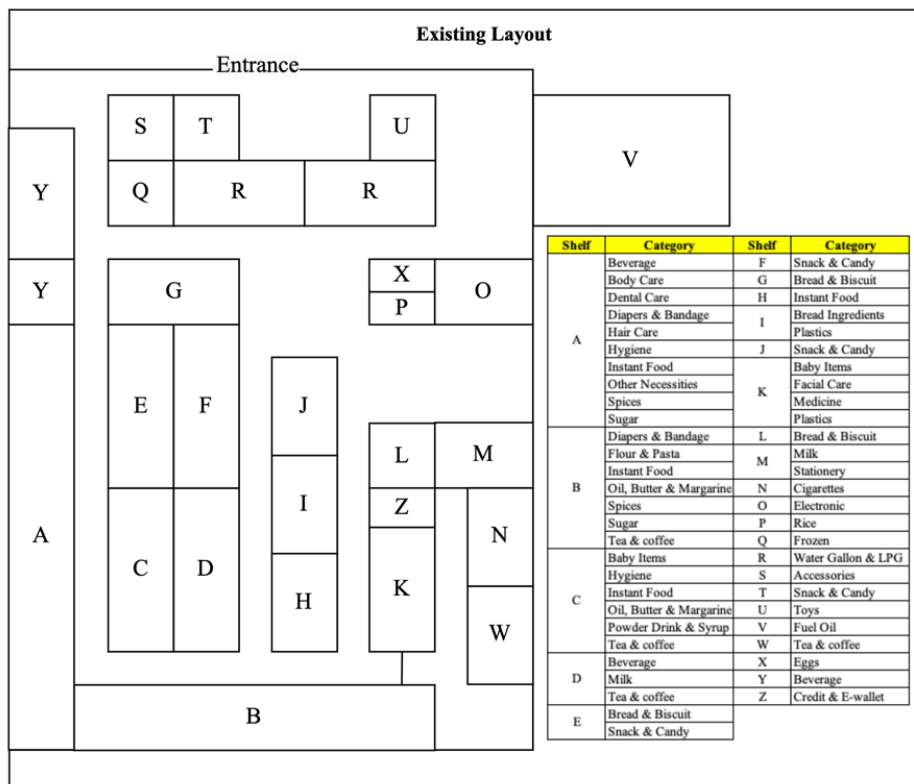 Existing Layout
Entrance
S T U
V
Y Q R R
Y G X O
P
E F J
L M
A I Z N
C D K
H W
B
Shelf Category Shelf Category
A Beverage F Snack & Candy
Body Care G Bread & Biscuit
Dental Care H Instant Food
Diapers & Bandage I Bread Ingredients
Hair Care Plastics
Hygiene J Snack & Candy
Instant Food K Baby Items
Other Necessities Facial Care
Spices Medicine
Sugar Plastics
B Diapers & Bandage L Bread & Biscuit
Flour & Pasta M Milk
Instant Food Stationery
Oil, Butter & Margarine N Cigarettes
Spices O Electronic
Sugar P Rice
Tea & coffee Q Frozen
C Baby Items R Water Gallon & LPG
Hygiene S Accessories
Instant Food T Snack & Candy
Oil, Butter & Margarine U Toys
Powder Drink & Syrup V Fuel Oil
Tea & coffee W Tea & coffee
D Beverage X Eggs
Milk Y Beverage
Tea & coffee Z Credit & E-wallet
E Bread & Biscuit
Snack & Candy